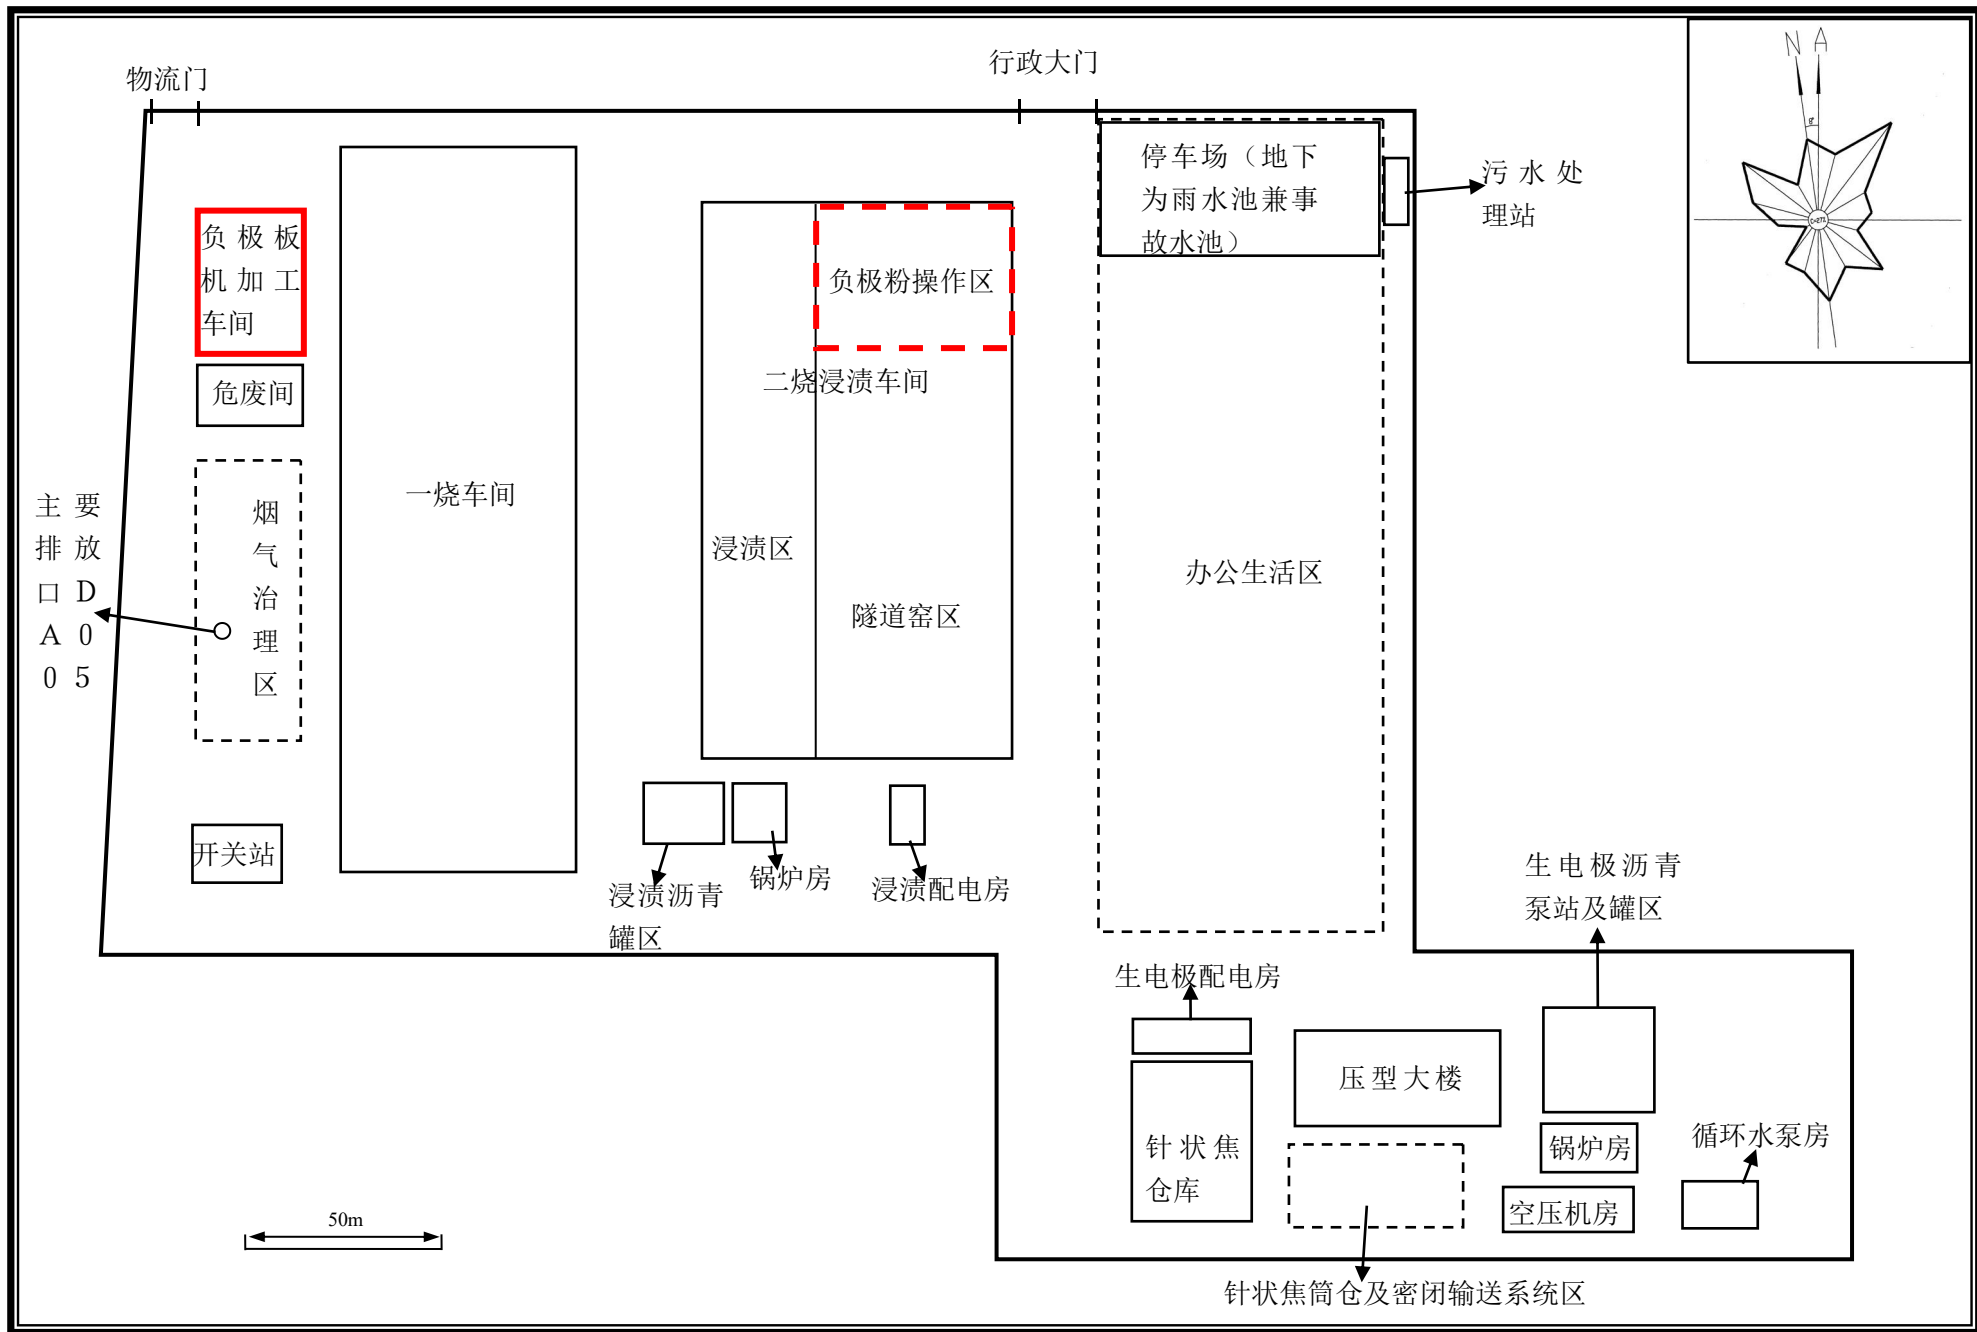 物流门
行政大门
N A
8°
C=27%
停车场（地下
为雨水池兼事
故水池）
污水处
理站
负极板
机加工
车间
负极粉操作区
危废间
二烧浸渍车间
一烧车间
主要
排放
口D
A0
05
烟
气
治
理
区
浸渍区
隧道窑区
办公生活区
开关站
浸渍沥青
罐区
锅炉房
浸渍配电房
生电极沥青
泵站及罐区
生电极配电房
压型大楼
针状焦
仓库
锅炉房
循环水泵房
空压机房
50m
针状焦筒仓及密闭输送系统区